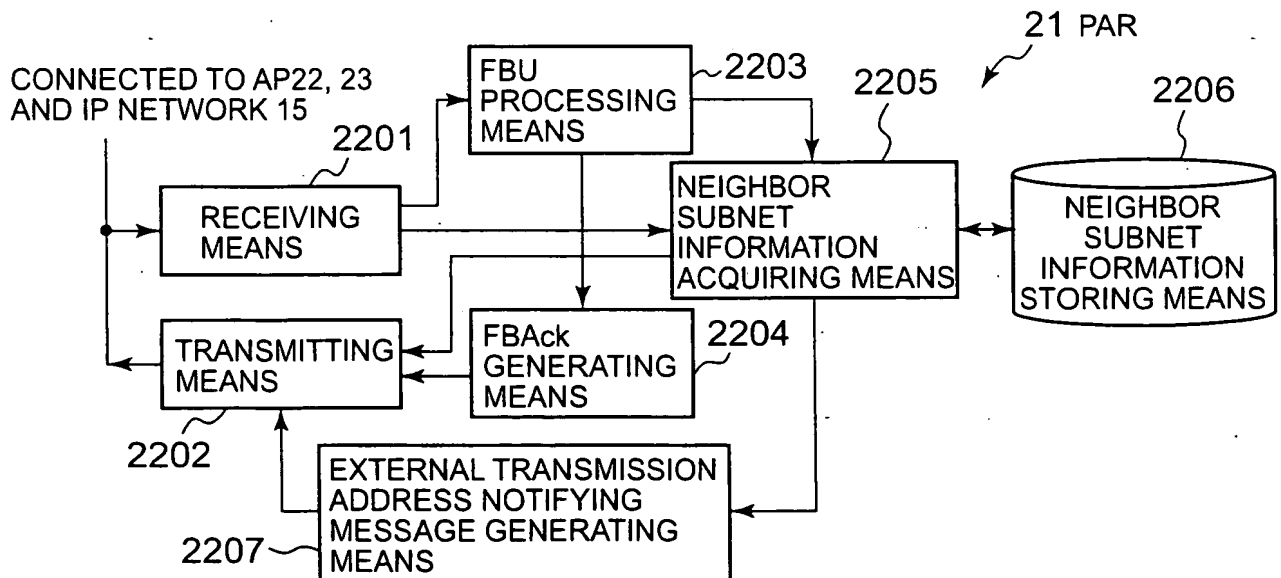 21 PAR
CONNECTED TO AP22, 23
AND IP NETWORK 15
2201
RECEIVING
MEANS
FBU
PROCESSING
MEANS
2203
2205
2206
NEIGHBOR
SUBNET
INFORMATION
ACQUIRING MEANS
NEIGHBOR
SUBNET
INFORMATION
STORING MEANS
TRANSMITTING
MEANS
2202
FBAck
GENERATING
MEANS
2204
EXTERNAL TRANSMISSION
ADDRESS NOTIFYING
MESSAGE GENERATING
MEANS
2207